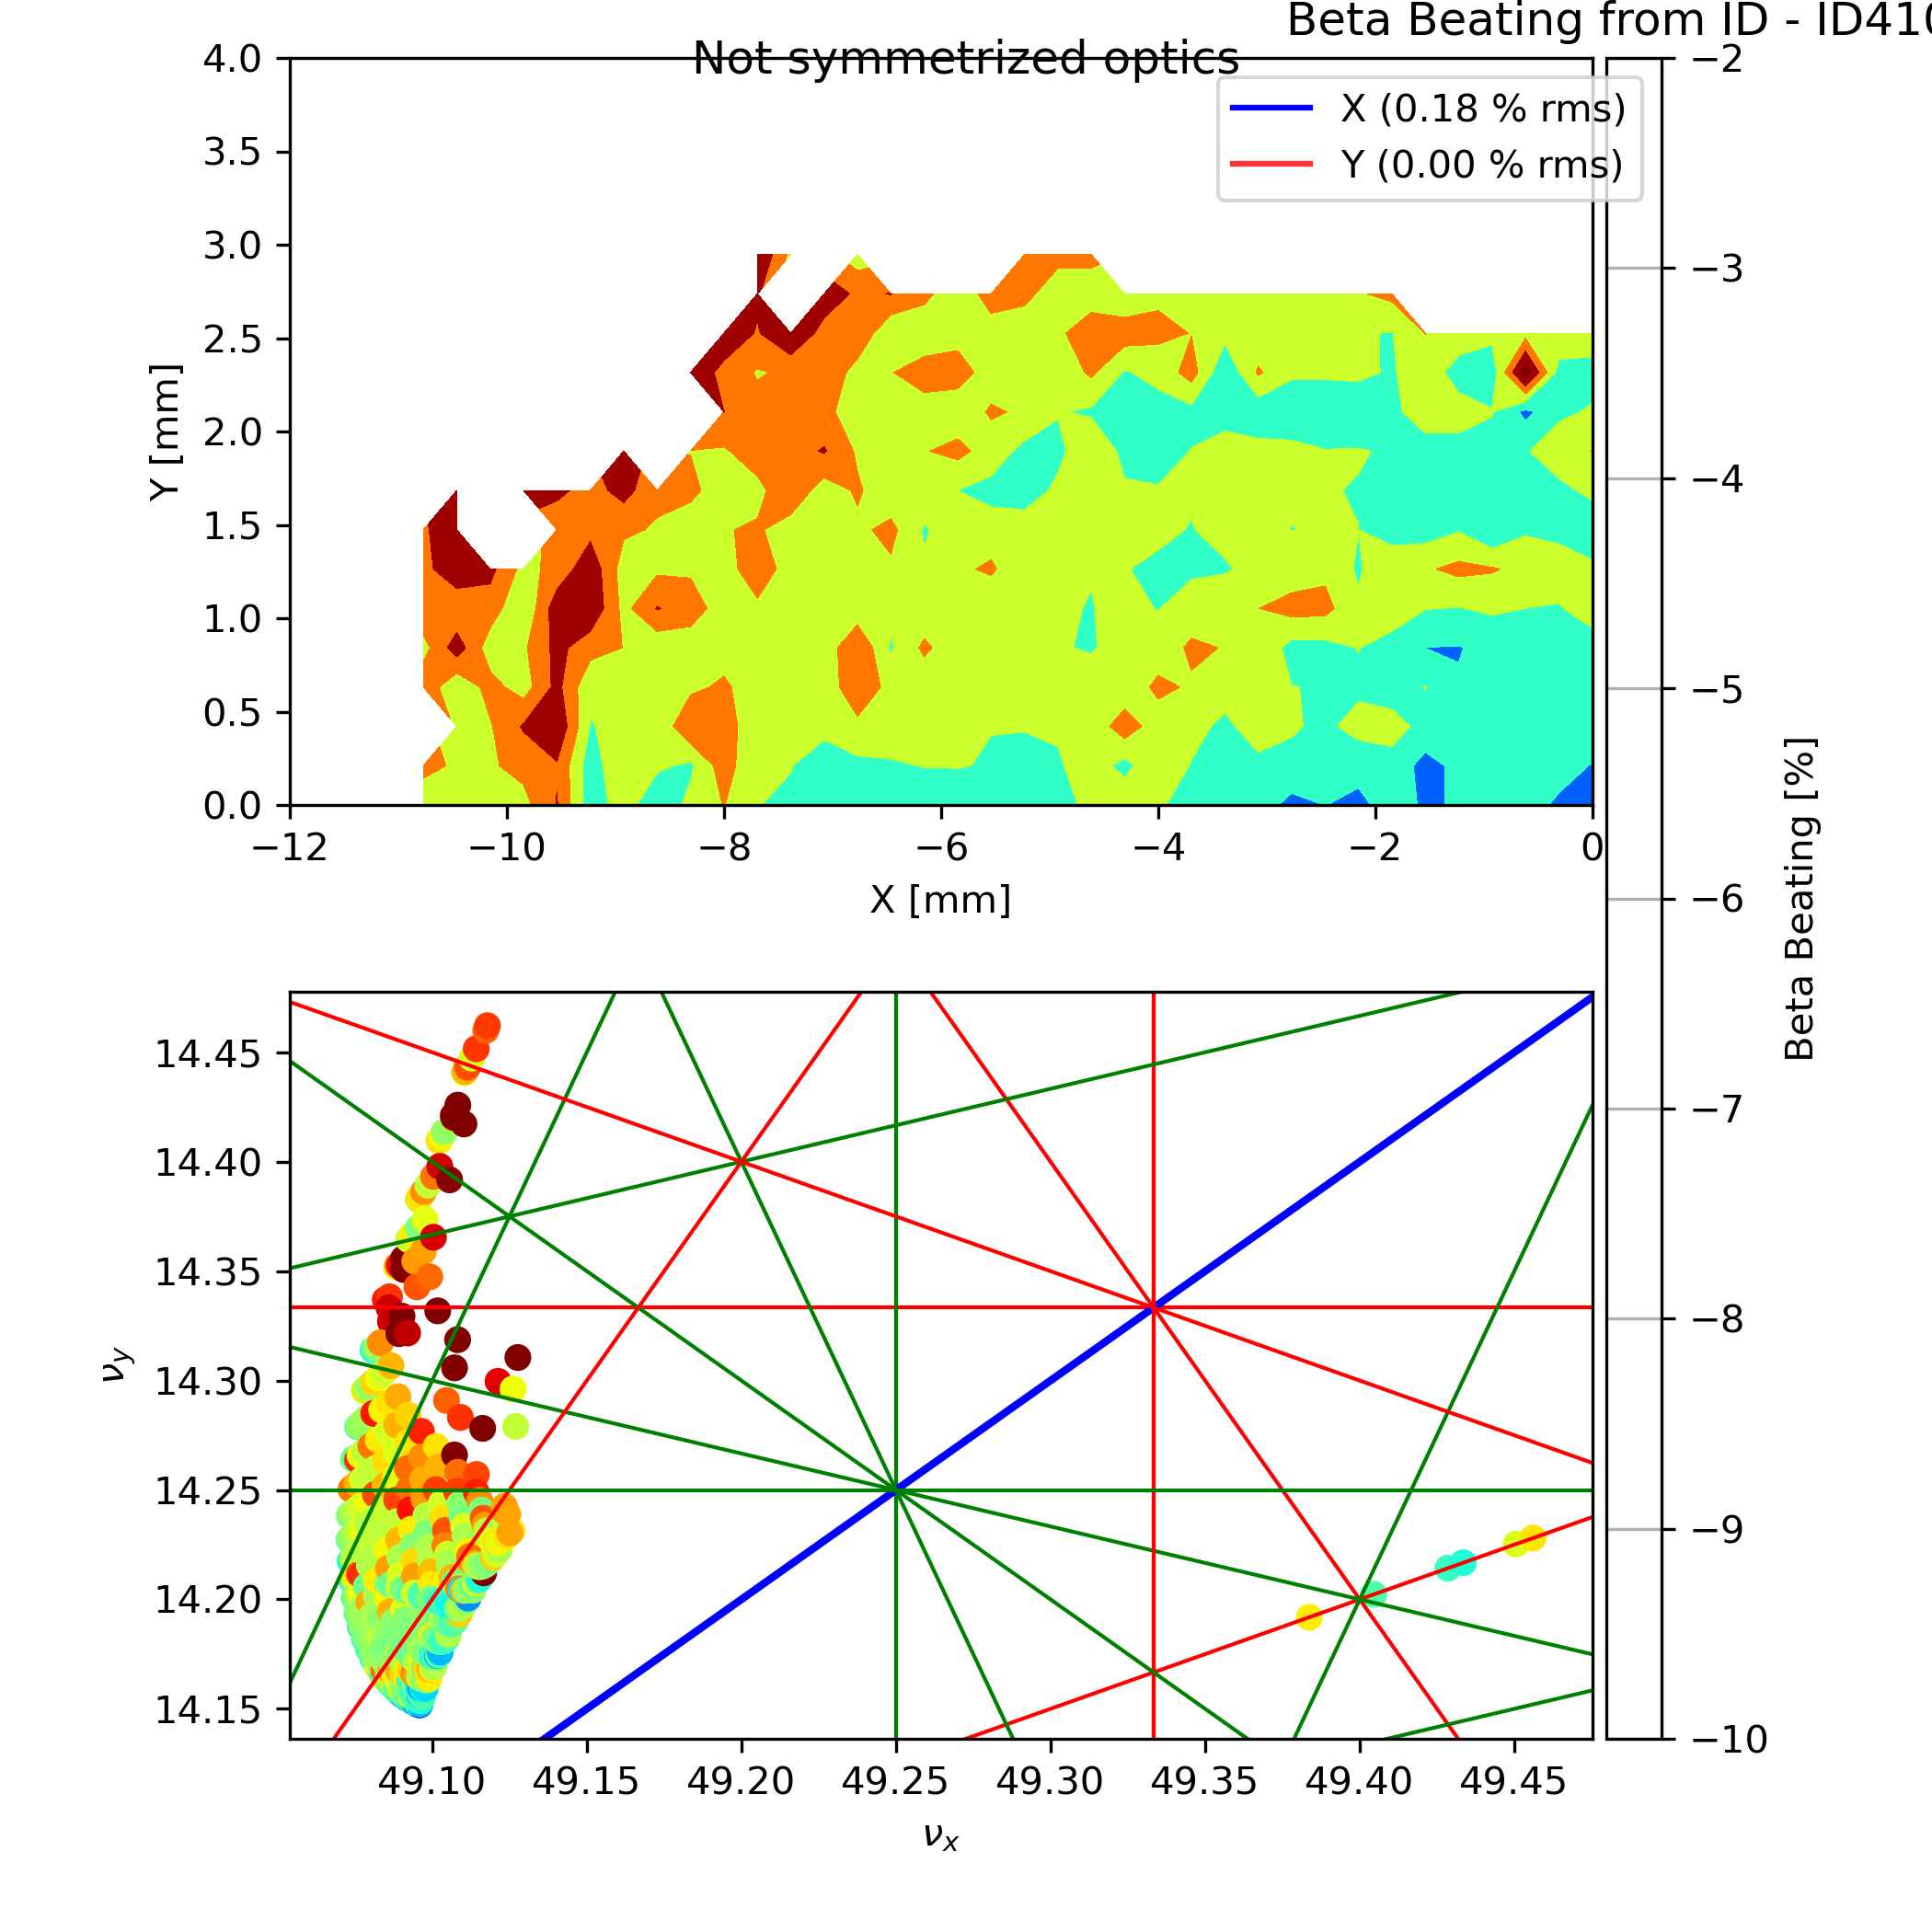 Beta Beating from ID - ID410
Not symmetrized optics
X (0.18 % rms)
Y (0.00 % rms)
4.0
3.5
3.0
2.5
2.0
1.5
1.0
0.5
0.0
Y [mm]
−12 −10 −8 −6 −4 −2 0
X [mm]
−2
−3
−4
−5
−6
−7
−8
−9
−10
Beta Beating [%]
14.45
14.40
14.35
14.30
14.25
14.20
14.15
νy
49.10 49.15 49.20 49.25 49.30 49.35 49.40 49.45
νx